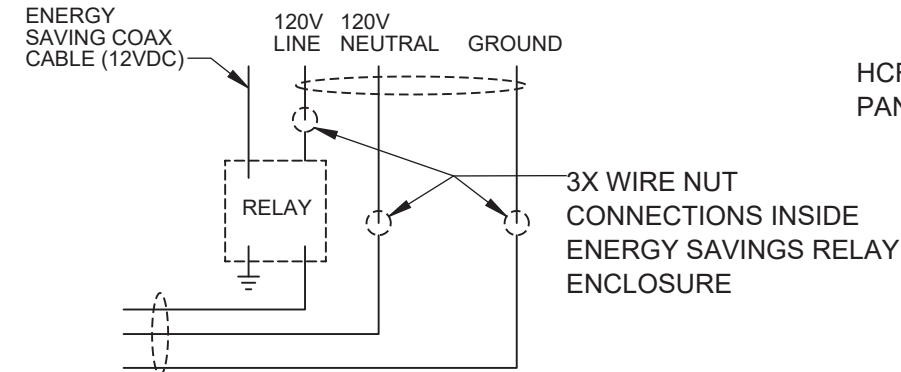 ENERGY
SAVING COAX
CABLE (12VDC)
120V
LINE
120V
NEUTRAL
GROUND
RELAY
3X WIRE NUT
CONNECTIONS INSIDE
ENERGY SAVINGS RELAY
ENCLOSURE